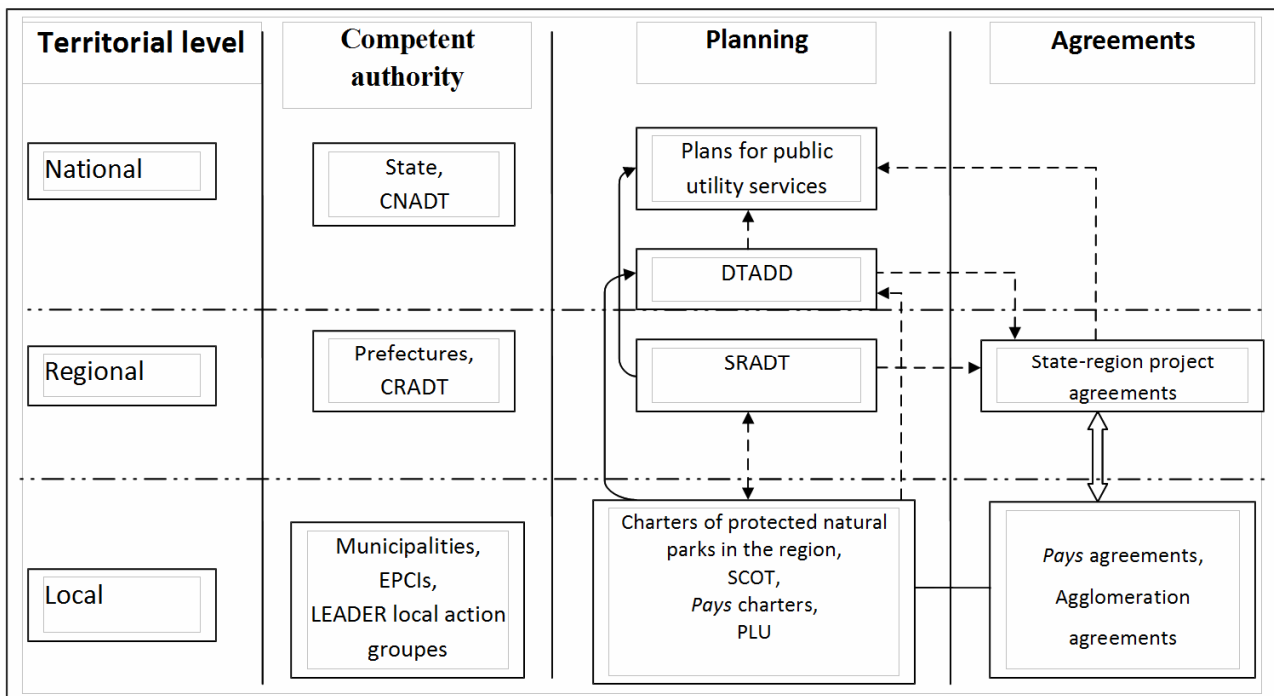 Territorial level
Competent
authority
Planning
Agreements
National
State,
CNADT
Plans for public
utility services
DTADD
Regional
Prefectures,
CRADT
SRADT
State-region project
agreements
Local
Municipalities,
EPCIs,
LEADER local action
groupes
Charters of protected natural
parks in the region,
SCOT,
Pays charters,
PLU
Pays agreements,
Agglomeration
agreements